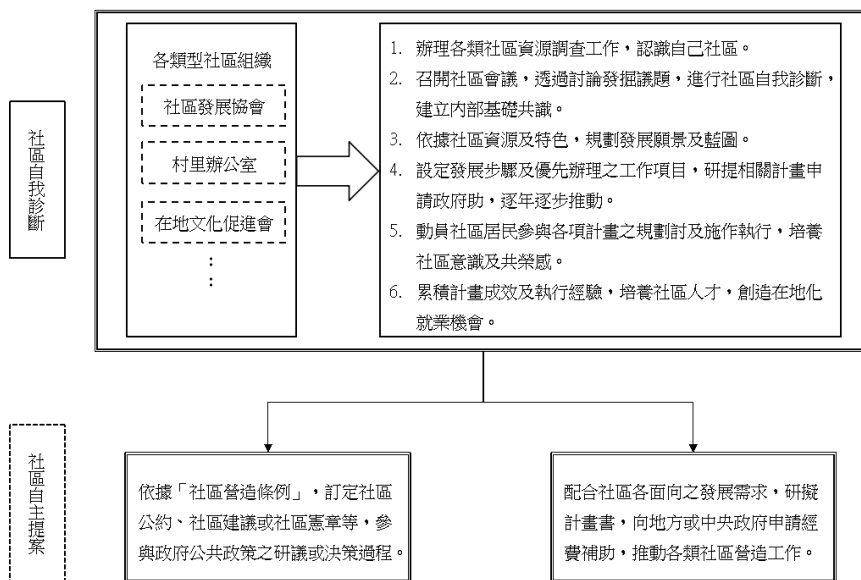 社區自我診斷
各類型社區組織
社區發展協會
村里辦公室
在地文化促進會
⋮
1. 辦理各類社區資源調查工作，認識自己社區。
2. 召開社區會議，透過討論發掘議題，進行社區自我診斷，
建立內部基礎共識。
3. 依據社區資源及特色，規劃發展願景及藍圖。
4. 設定發展步驟及優先辦理之工作項目，研提相關計畫申
請政府助，逐年逐步推動。
5. 動員社區居民參與各項計畫之規劃討及施作執行，培養
社區意識及共榮感。
6. 累積計畫成效及執行經驗，培養社區人才，創造在地化
就業機會。
社區自主提案
依據「社區營造條例」，訂定社區
公約、社區建議或社區憲章等，參
與政府公共政策之研議或決策過程。
配合社區各面向之發展需求，研擬
計畫書，向地方或中央政府申請經
費補助，推動各類社區營造工作。